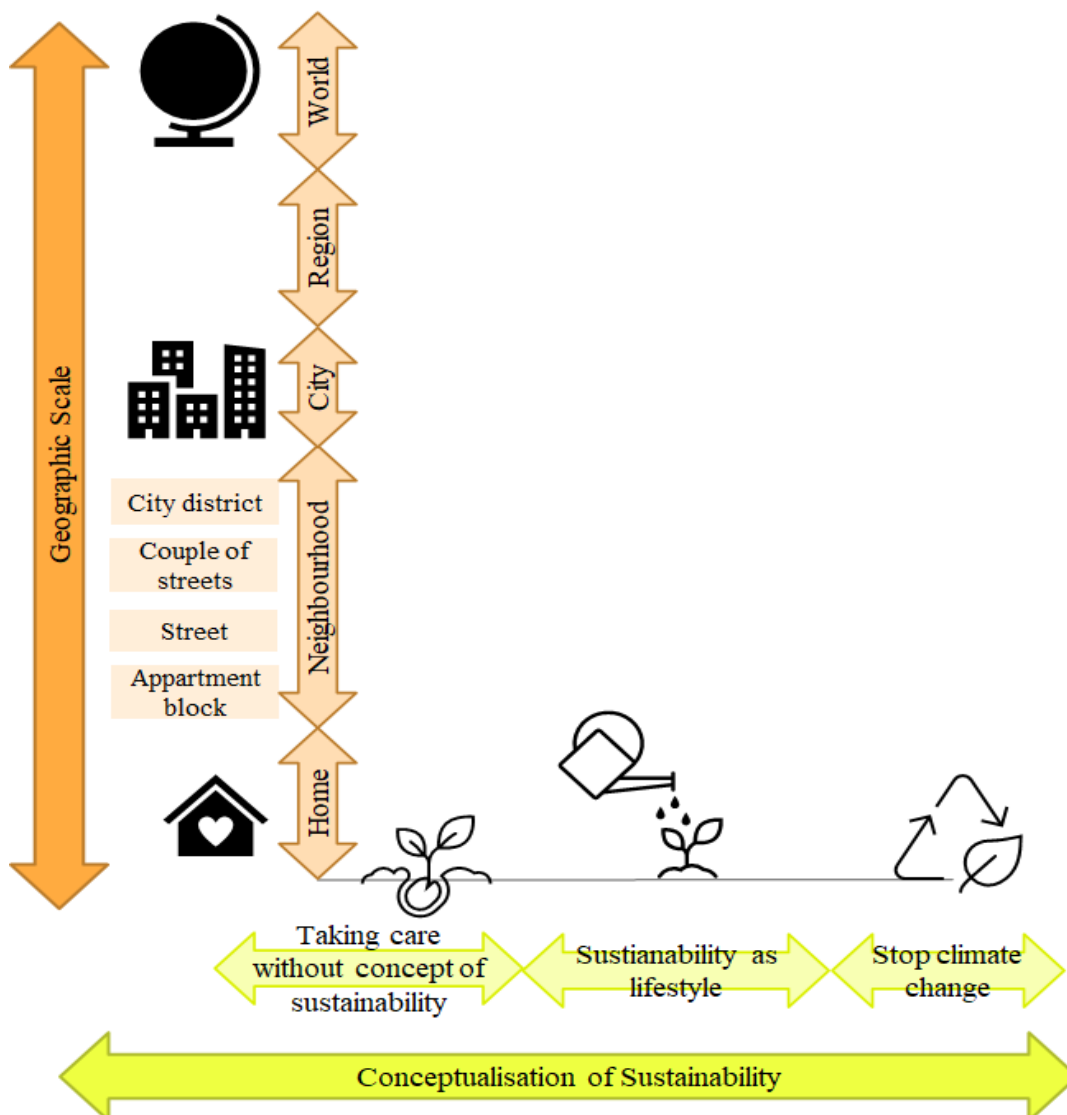 World
Region
City
Geographic Scale
City district
Couple of
streets
Street
Appartment
block
Neighbourhood
Home
Taking care
without concept of
sustainability
Sustianability as
lifestyle
Stop climate
change
Conceptualisation of Sustainability